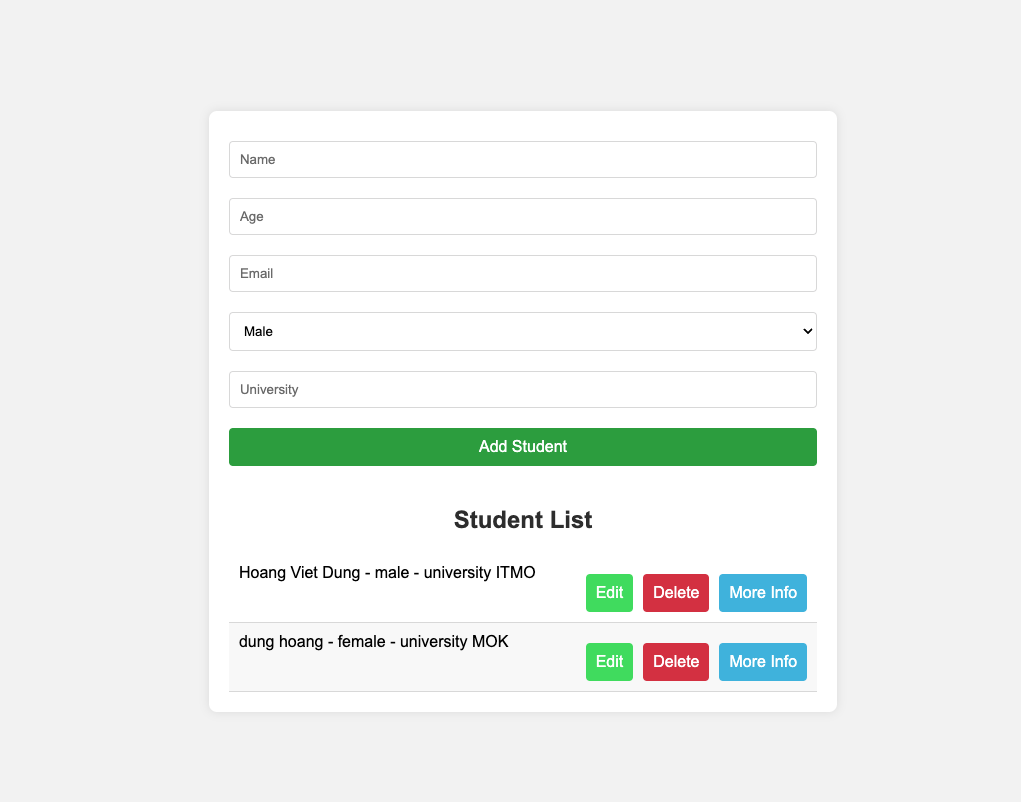 Name
Age
Email
Male
University
Add Student
Student List
Hoang Viet Dung - male - university ITMO
Edit Delete More Info
dung hoang - female - university MOK
Edit Delete More Info